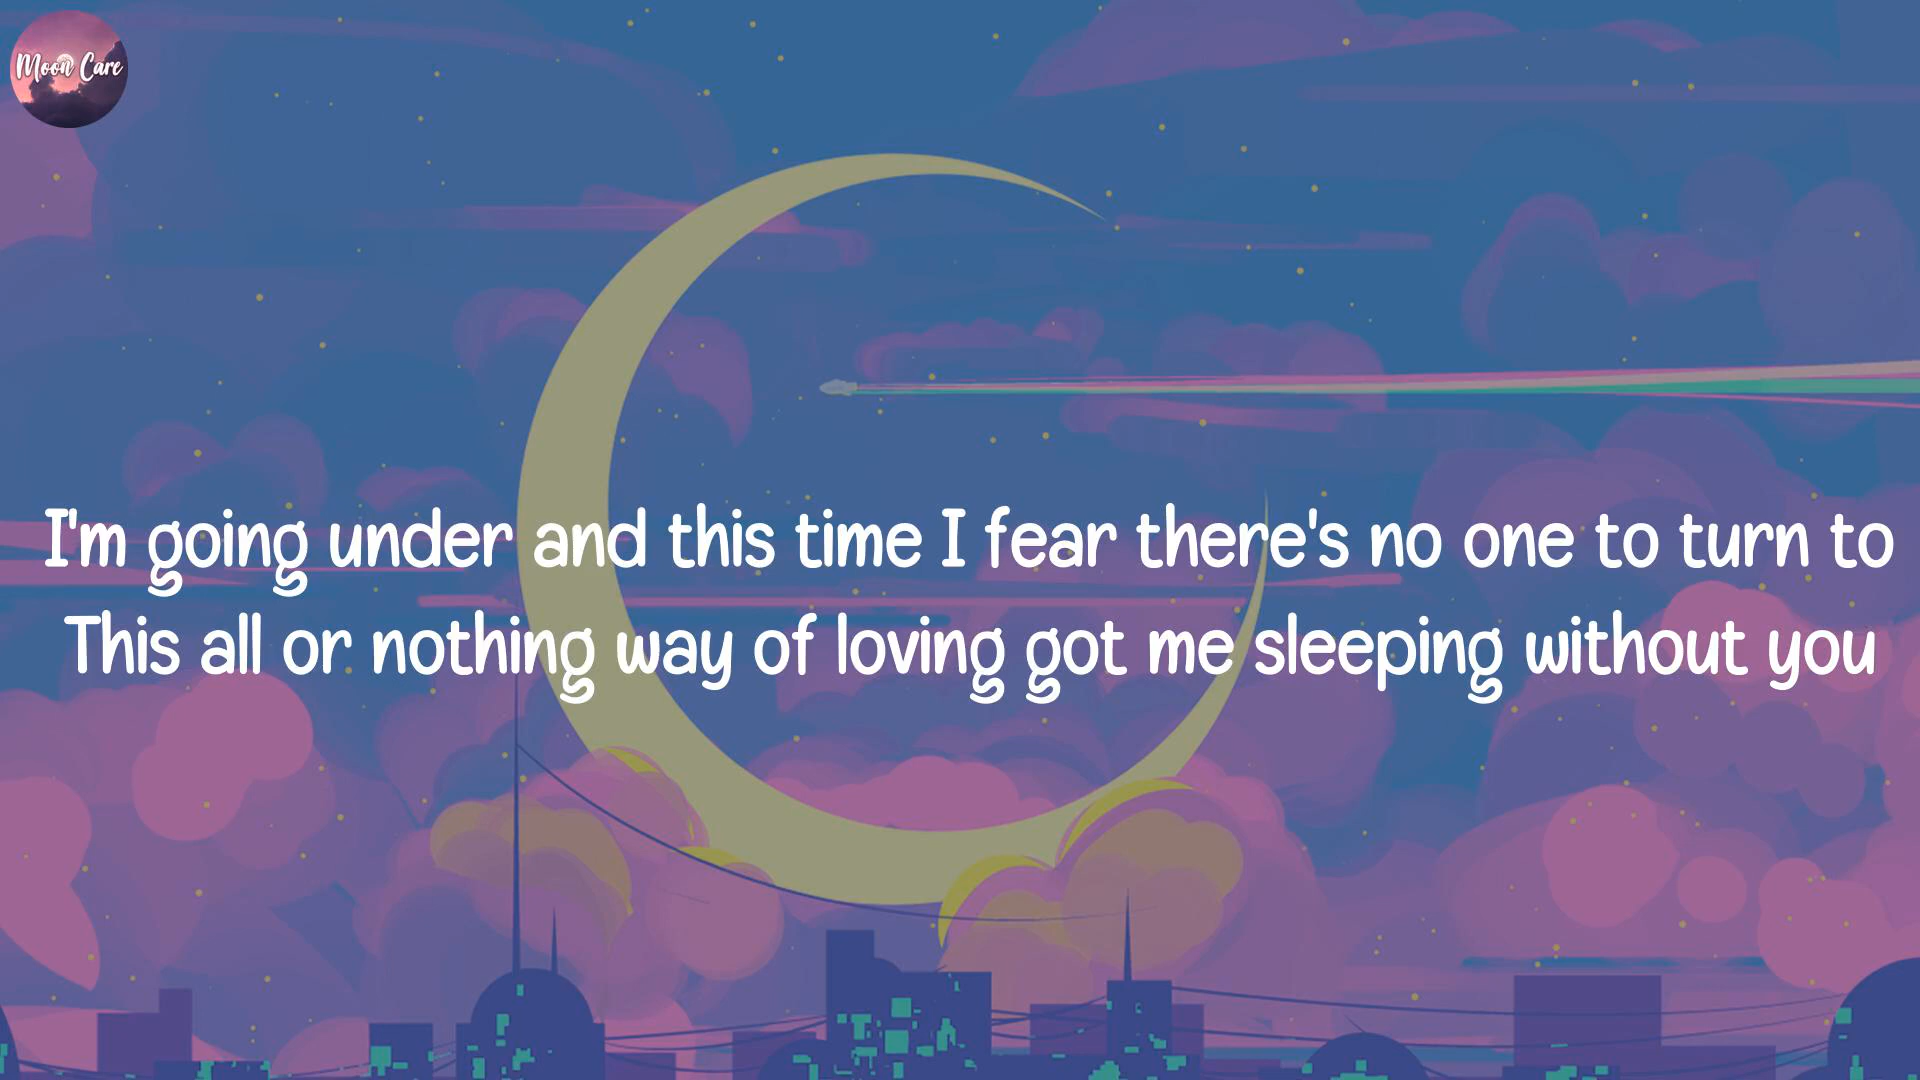 Moon Care
I'm going under and this time I fear there's no one to turn to
This all or nothing way of loving got me sleeping without you